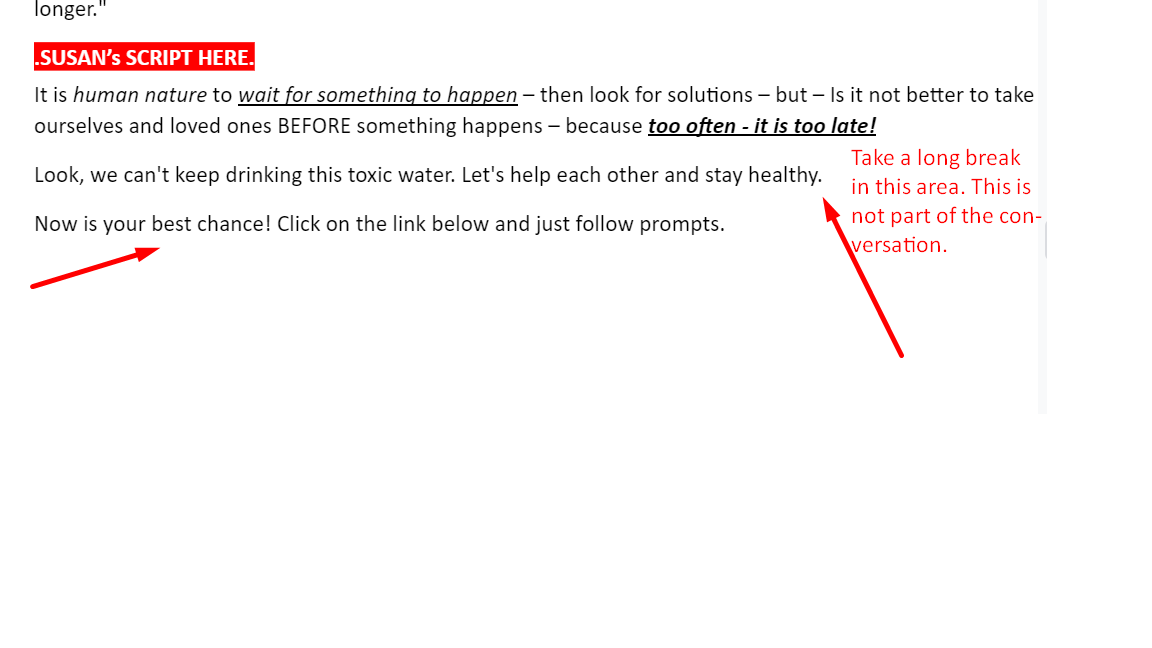 longer."
.SUSAN’s SCRIPT HERE.
It is human nature to wait for something to happen – then look for solutions – but – Is it not better to take
ourselves and loved ones BEFORE something happens – because too often - it is too late!
Take a long break
Look, we can't keep drinking this toxic water. Let's help each other and stay healthy.
in this area. This is
not part of the con-
Now is your best chance! Click on the link below and just follow prompts.
versation.